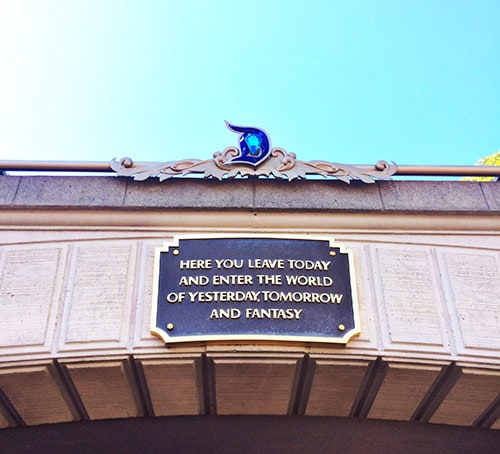 D
HERE YOU LEAVE TODAY
AND ENTER THE WORLD
OF YESTERDAY, TOMORROW
AND FANTASY